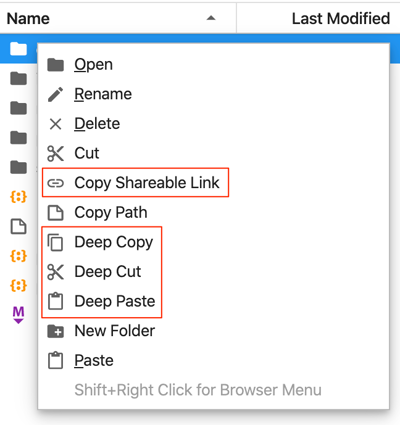 Name Last Modified
Open
Rename
Delete
Cut
Copy Shareable Link
Copy Path
Deep Copy
Deep Cut
Deep Paste
New Folder
Paste
Shift+Right Click for Browser Menu
{:}
{:}
{:}
M